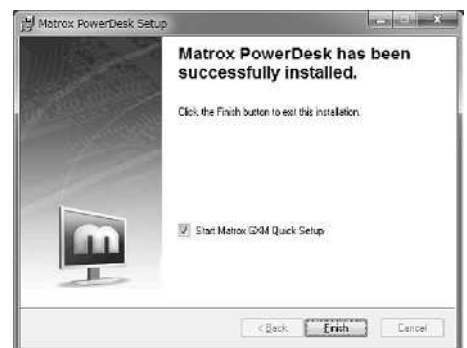 Matrox PowerDesk Setup
Matrox PowerDesk has been
successfully installed.
Click the Finish button to exit this installation.
m
Start Matrox GXM Quick Setup
< Back
Finish
Cancel